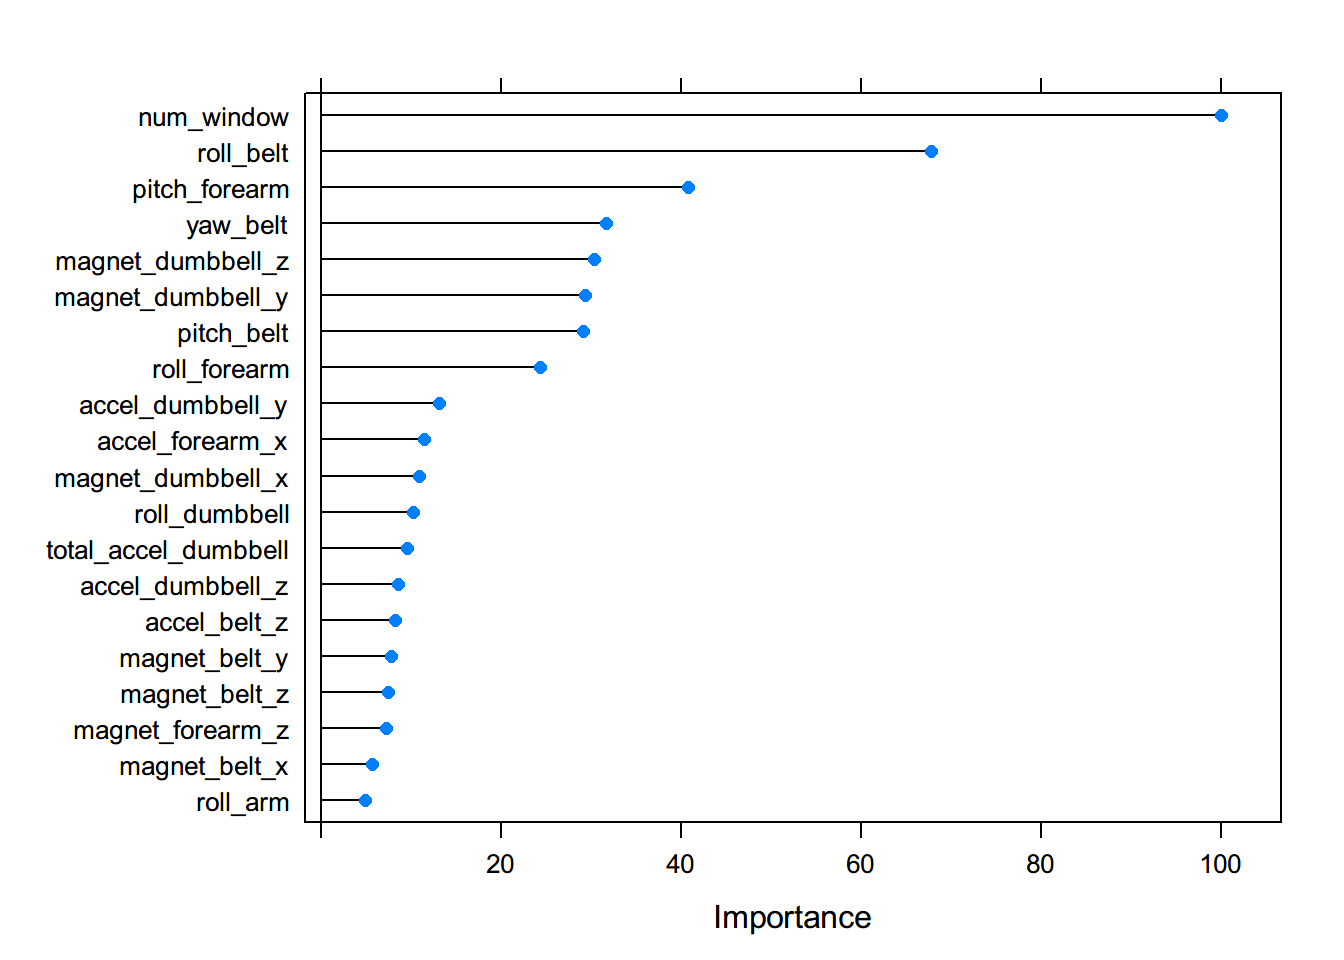 num_window
roll_belt
pitch_forearm
yaw_belt
magnet_dumbbell_z
magnet_dumbbell_y
pitch_belt
roll_forearm
accel_dumbbell_y
accel_forearm_x
magnet_dumbbell_x
roll_dumbbell
total_accel_dumbbell
accel_dumbbell_z
accel_belt_z
magnet_belt_y
magnet_belt_z
magnet_forearm_z
magnet_belt_x
roll_arm
20 40 60 80 100
Importance